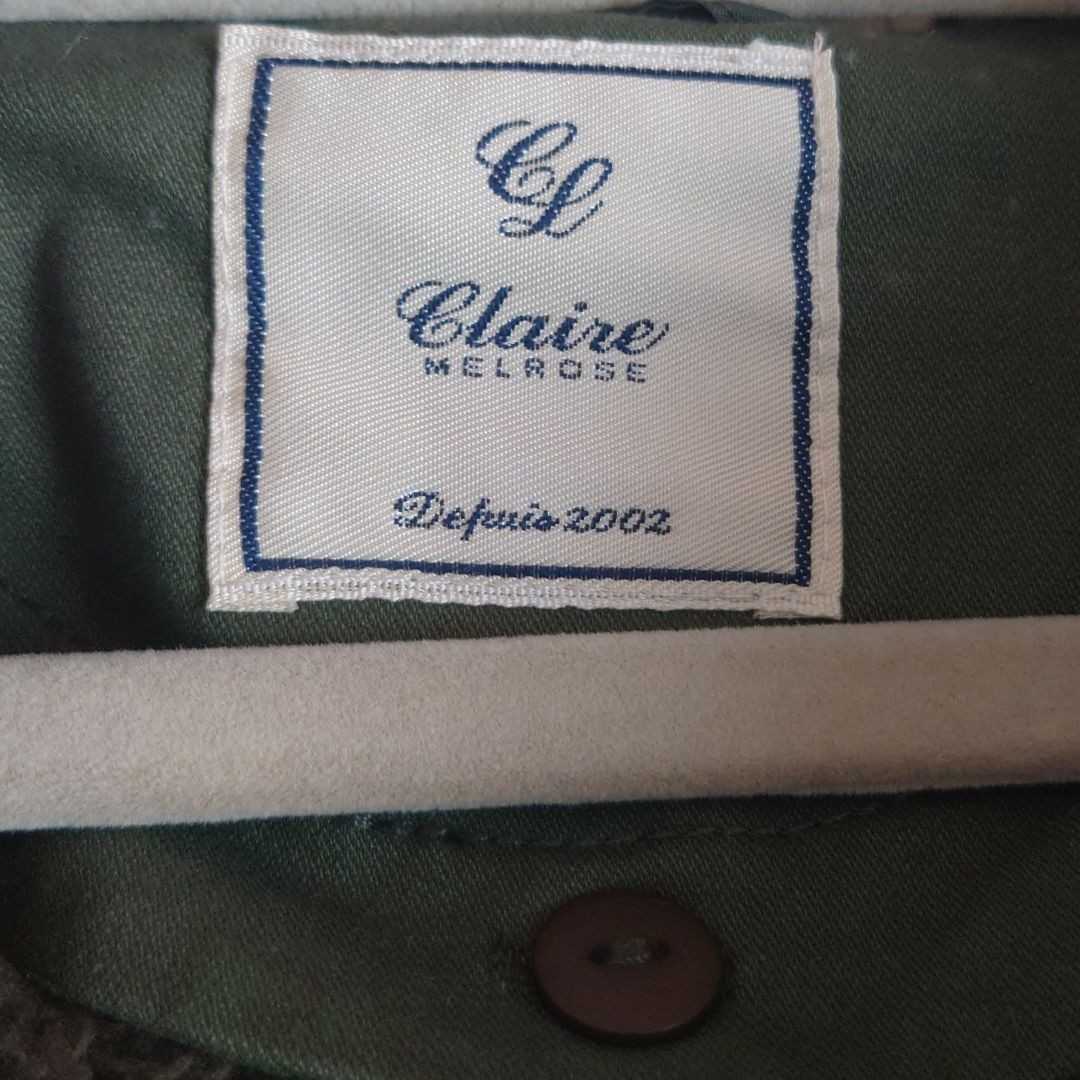 CL
Claire
MELROSE
Depuis 2002